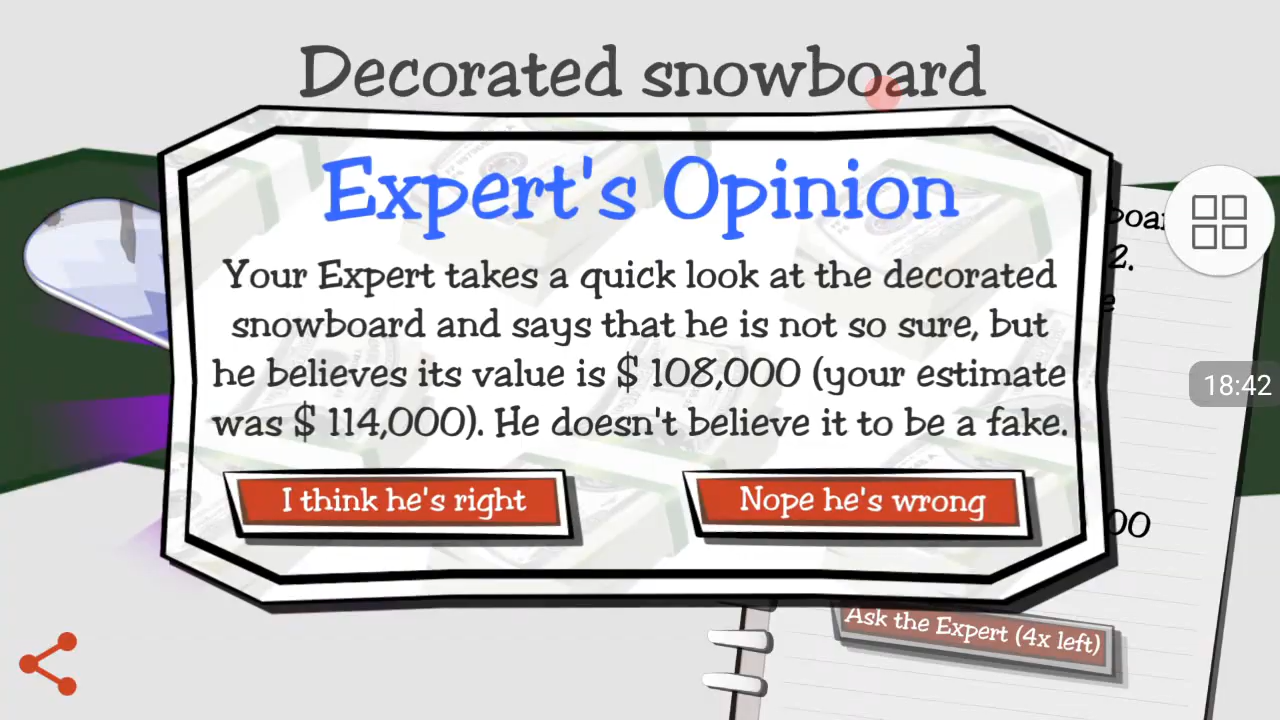 Decorated snowboard
Expert's Opinion
Your Expert takes a quick look at the decorated
snowboard and says that he is not so sure, but
he believes its value is $ 108,000 (your estimate
was $ 114,000). He doesn't believe it to be a fake.
I think he's right
Nope he's wrong
2.
18:42
00
Ask the Expert (4x left)